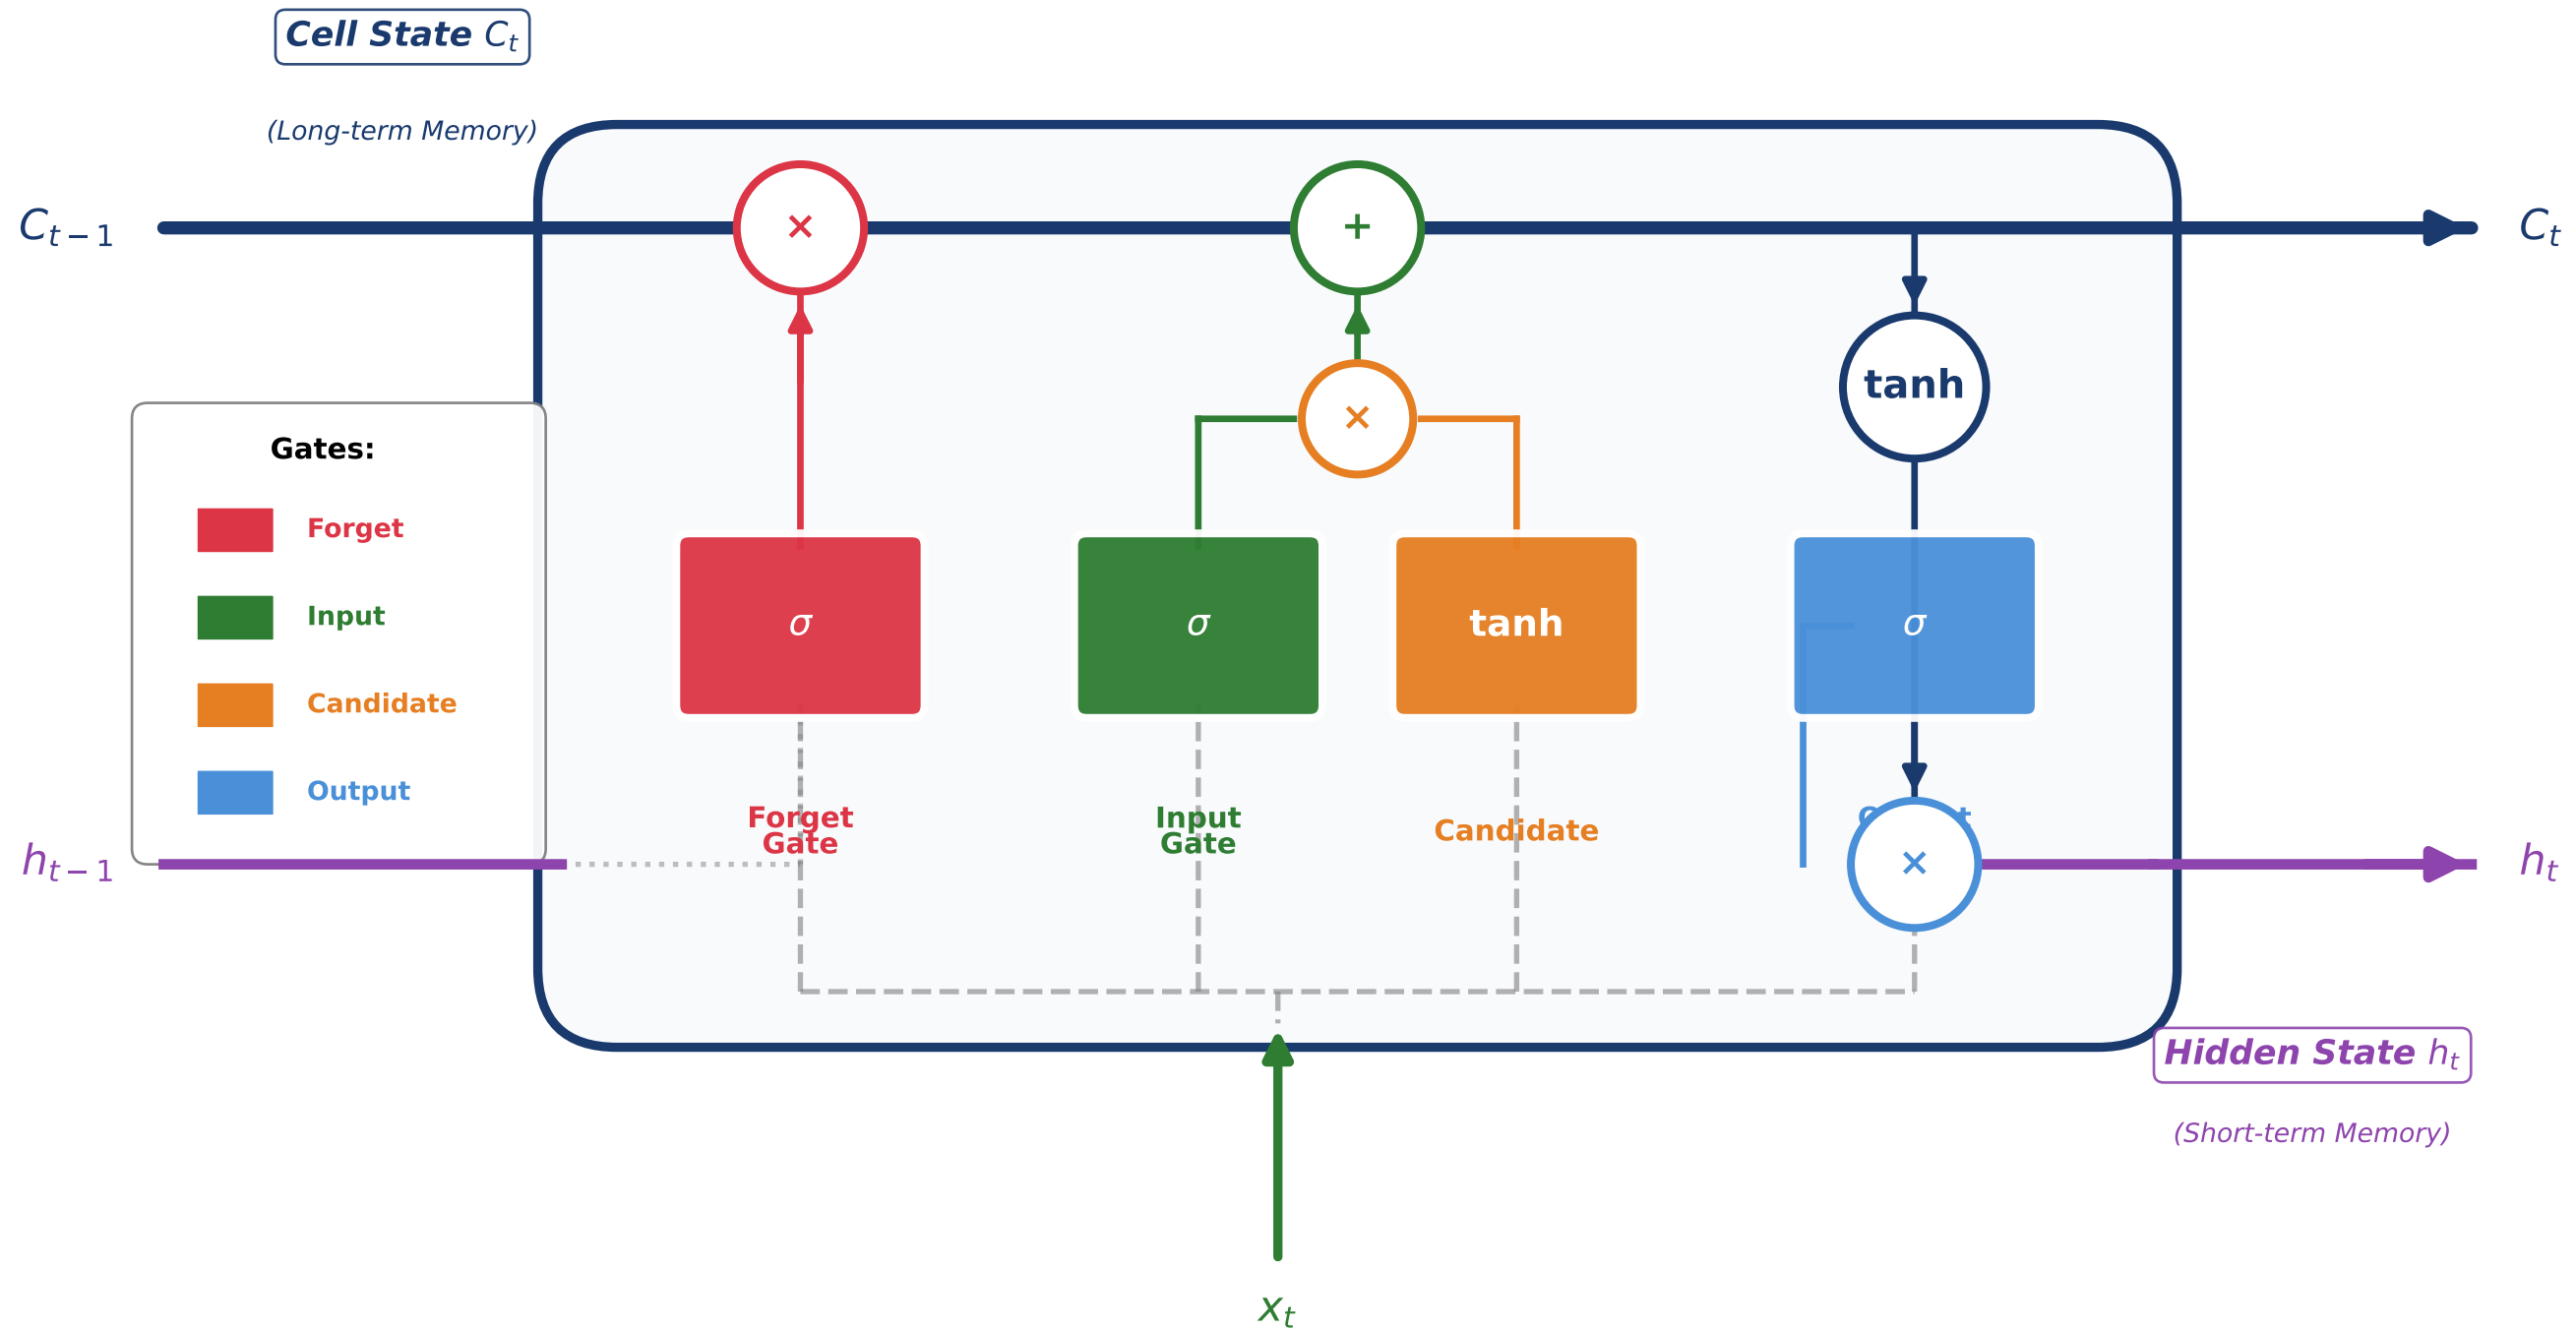 Cell State Cₜ
(Long-term Memory)
Cₜ₋₁
×
+
Cₜ
tanh
×
Gates:
Forget
Input
Candidate
Output
σ
σ
tanh
σ
Forget
Gate
Input
Gate
Candidate
hₜ₋₁
×
hₜ
Hidden State hₜ
(Short-term Memory)
xₜ